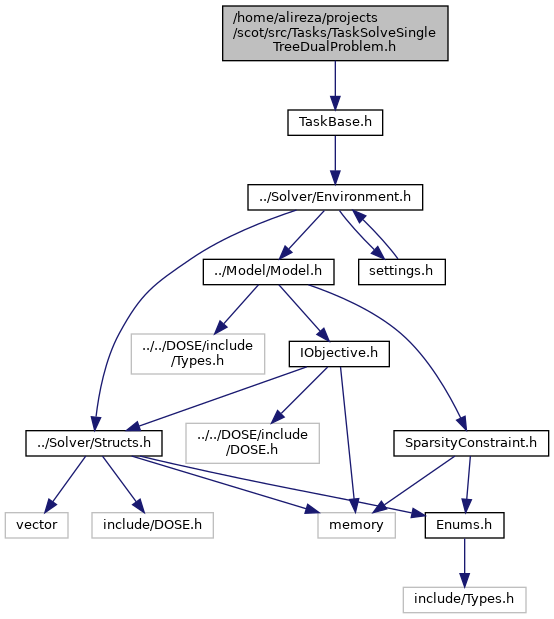 /home/alireza/projects
/scot/src/Tasks/TaskSolveSingle
TreeDualProblem.h
TaskBase.h
../Solver/Environment.h
../Model/Model.h
settings.h
../../DOSE/include
/Types.h
IObjective.h
../Solver/Structs.h
../../DOSE/include
/DOSE.h
SparsityConstraint.h
vector
include/DOSE.h
memory
Enums.h
include/Types.h